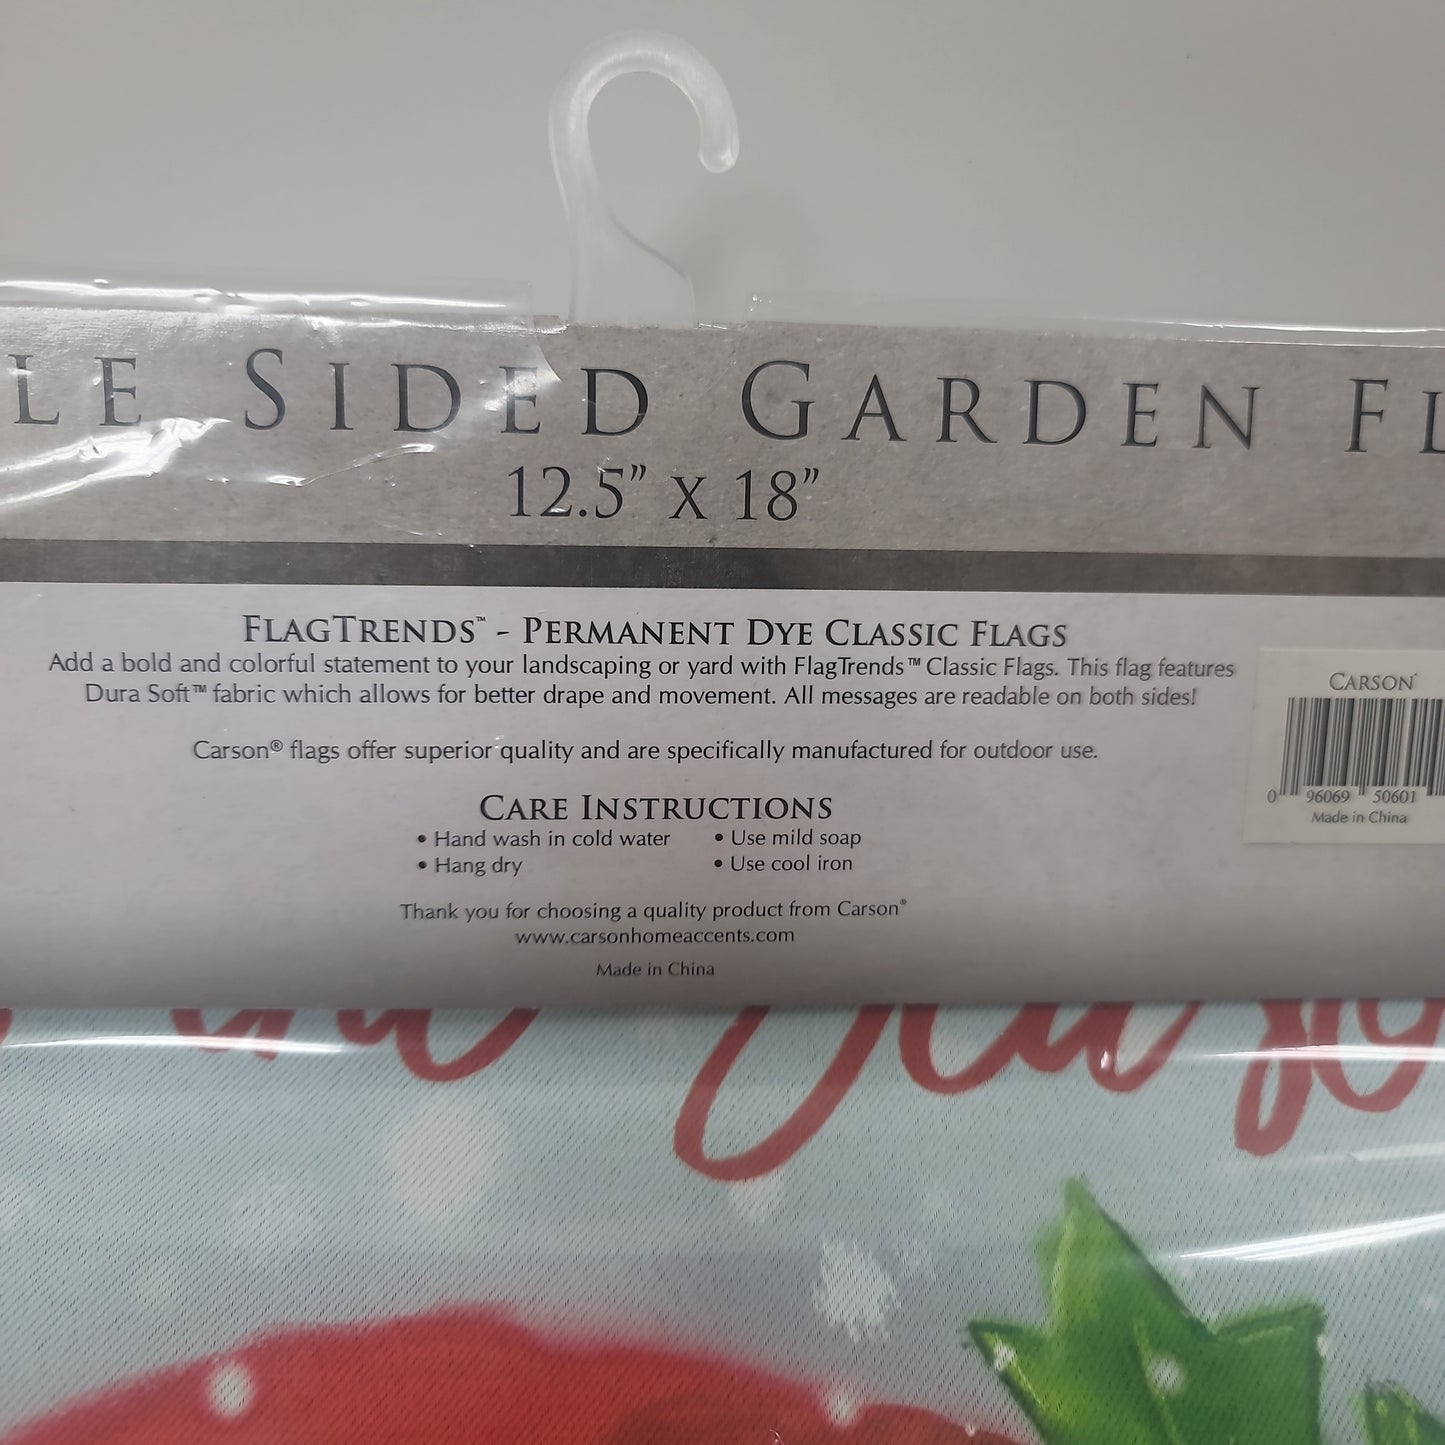 LE SIDED GARDEN FL
12.5” X 18”
FLAGTRENDS™ - PERMANENT DYE CLASSIC FLAGS
Add a bold and colorful statement to your landscaping or yard with FlagTrends™ Classic Flags. This flag features
Dura Soft™ fabric which allows for better drape and movement. All messages are readable on both sides!
Carson® flags offer superior quality and are specifically manufactured for outdoor use.
CARE INSTRUCTIONS
• Hand wash in cold water • Use mild soap
• Hang dry • Use cool iron
Thank you for choosing a quality product from Carson®
www.carsonhomeaccents.com
Made in China
CARSON®
0 96069 50601
Made in China